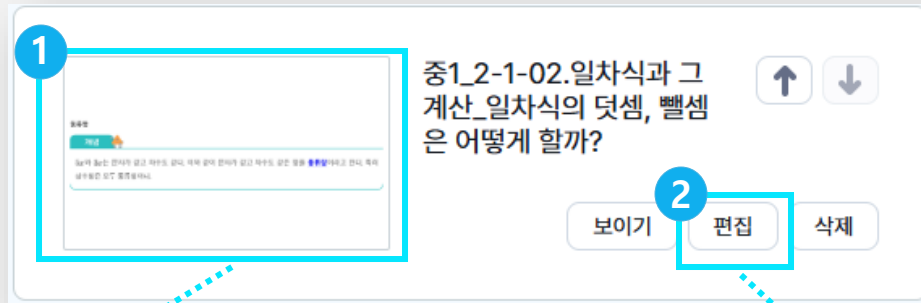 1
중1_2-1-02.일차식과 그
계산_일차식의 덧셈, 뺄셈
은 어떻게 할까?
동류항
개념
2
보이기
편집
삭제